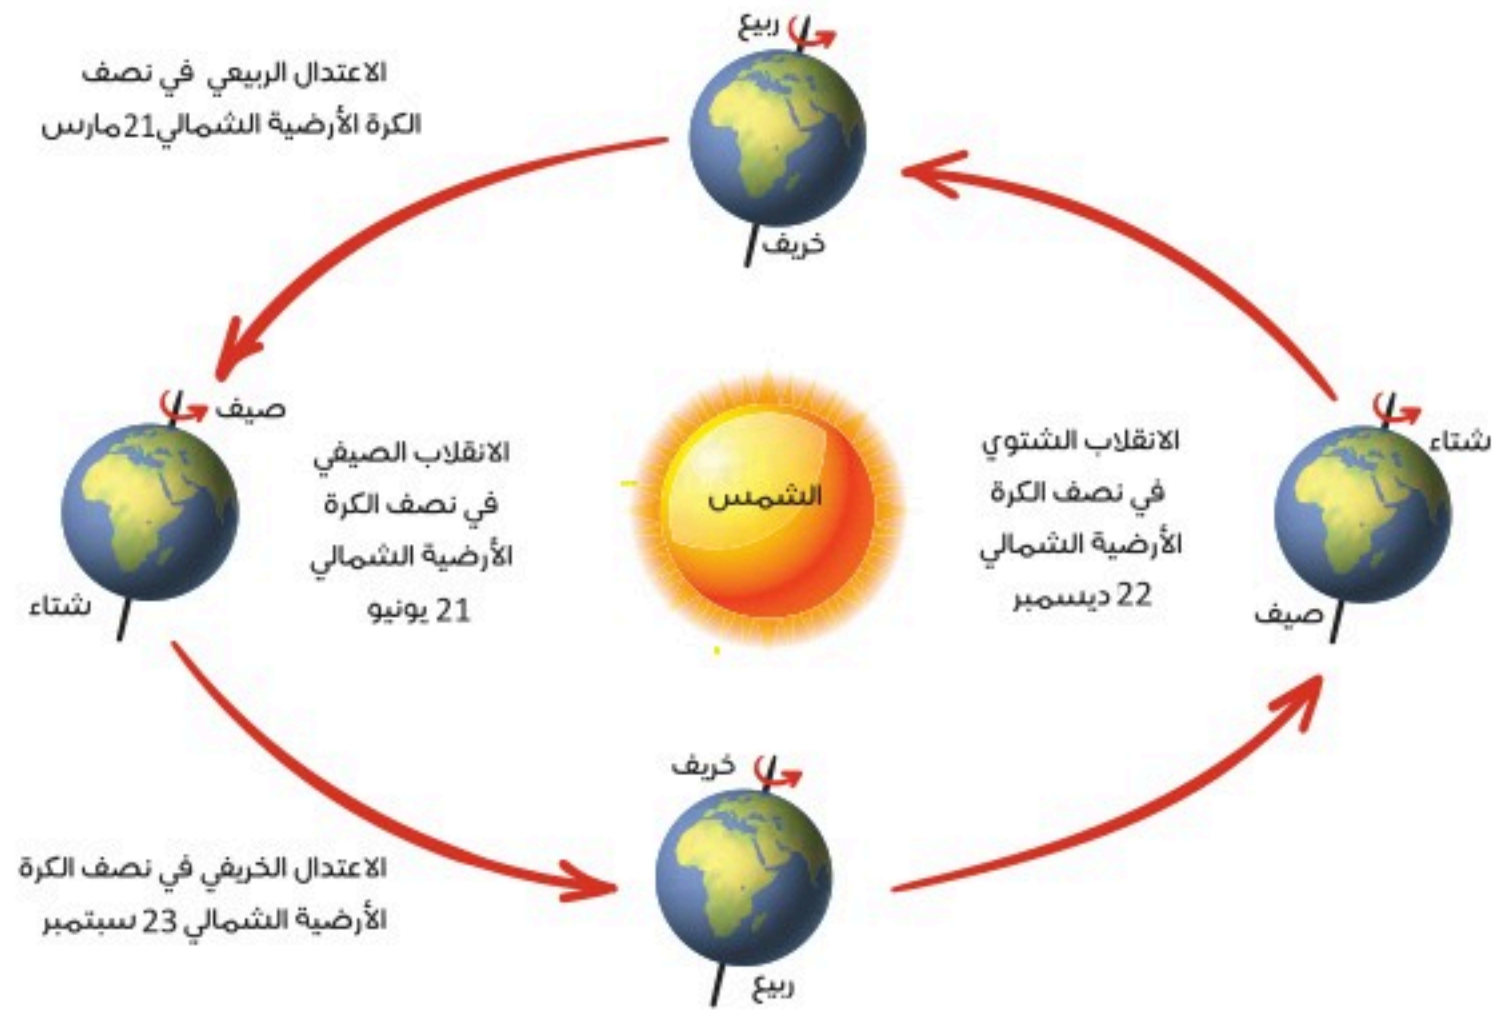 ربيع
الاعتدال الربيعي في نصف
الكرة الأرضية الشمالي21مارس
خريف
صيف
شتاء
الانقلاب الصيفي
في نصف الكرة
الأرضية الشمالي
21 يونيو
الشمس
الانقلاب الشتوي
في نصف الكرة
الأرضية الشمالي
22 ديسمبر
شتاء
صيف
خريف
الاعتدال الخريفي في نصف الكرة
الأرضية الشمالي 23 سبتمبر
ربيع